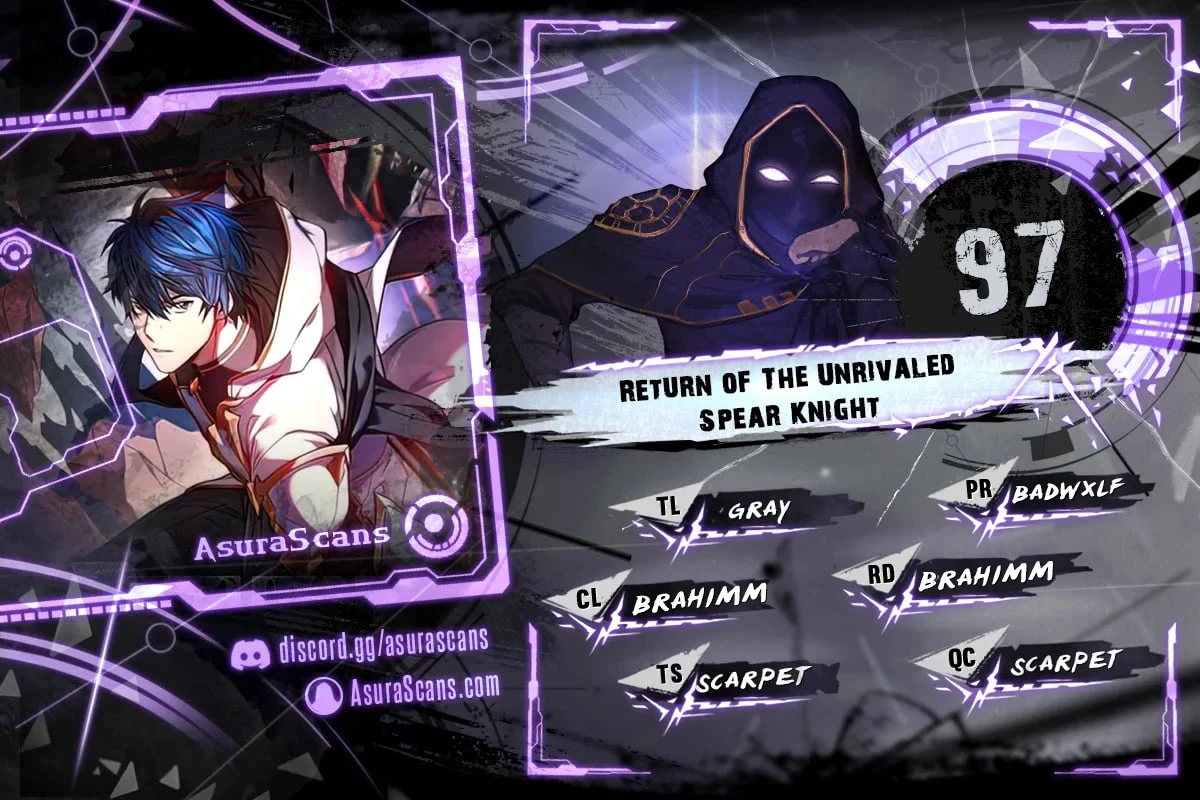 97
RETURN OF THE UNRIVALED
SPEAR KNIGHT
TL GRAY
PR BADWXLF
CL BRAHIMM
RD BRAHIMM
TS SCARPET
QC SCARPET
AsuraScans
discord.gg/asurascans
AsuraScans.com